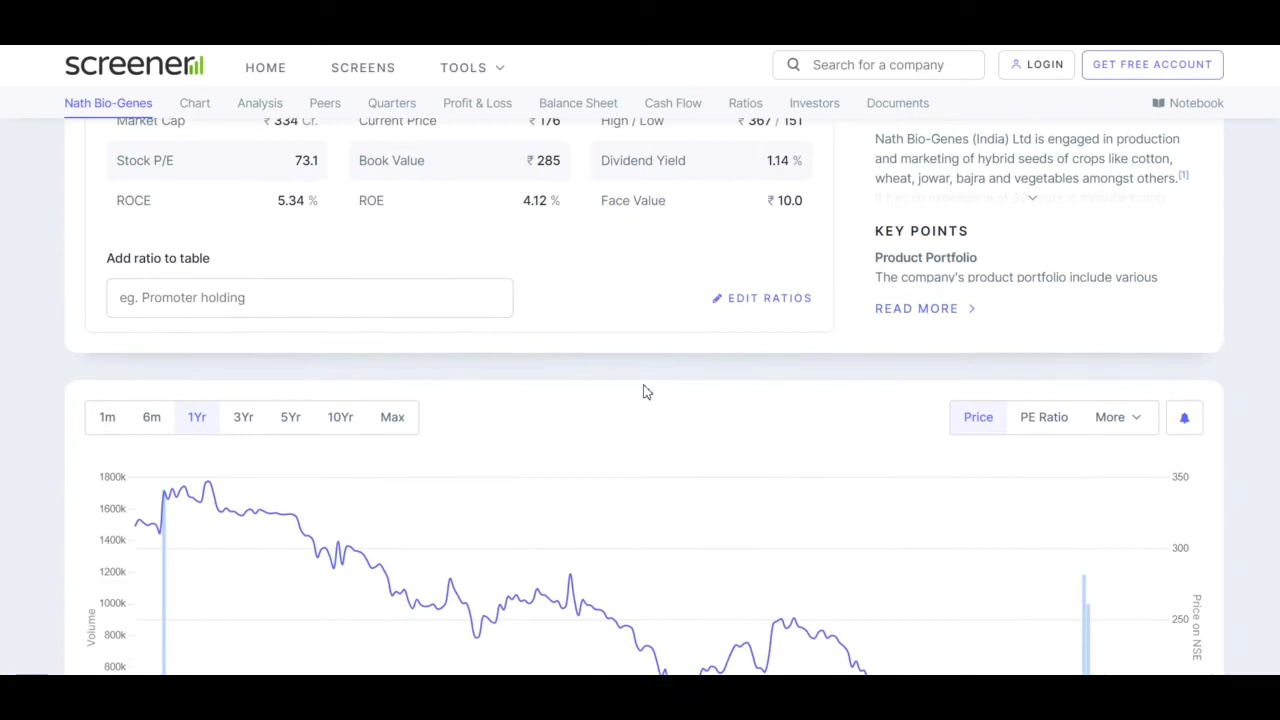 screener
HOME
SCREENS
TOOLS
Search for a company
LOGIN
GET FREE ACCOUNT
Nath Bio-Genes
Chart
Analysis
Peers
Quarters
Profit & Loss
Balance Sheet
Cash Flow
Ratios
Investors
Documents
Notebook
Market Cap ₹ 334 Cr.
Current Price ₹ 176
High / Low ₹ 367 / 151
Stock P/E 73.1
Book Value ₹ 285
Dividend Yield 1.14 %
ROCE 5.34 %
ROE 4.12 %
Face Value ₹ 10.0
Add ratio to table
eg. Promoter holding
EDIT RATIOS
Nath Bio-Genes (India) Ltd is engaged in production
and marketing of hybrid seeds of crops like cotton,
wheat, jowar, bajra and vegetables amongst others.[1]
KEY POINTS
Product Portfolio
The company's product portfolio include various
READ MORE
1m 6m 1Yr 3Yr 5Yr 10Yr Max
Price PE Ratio More
1800k
1600k
1400k
1200k
1000k
800k
600k
Volume
350
300
250
Price on NSE